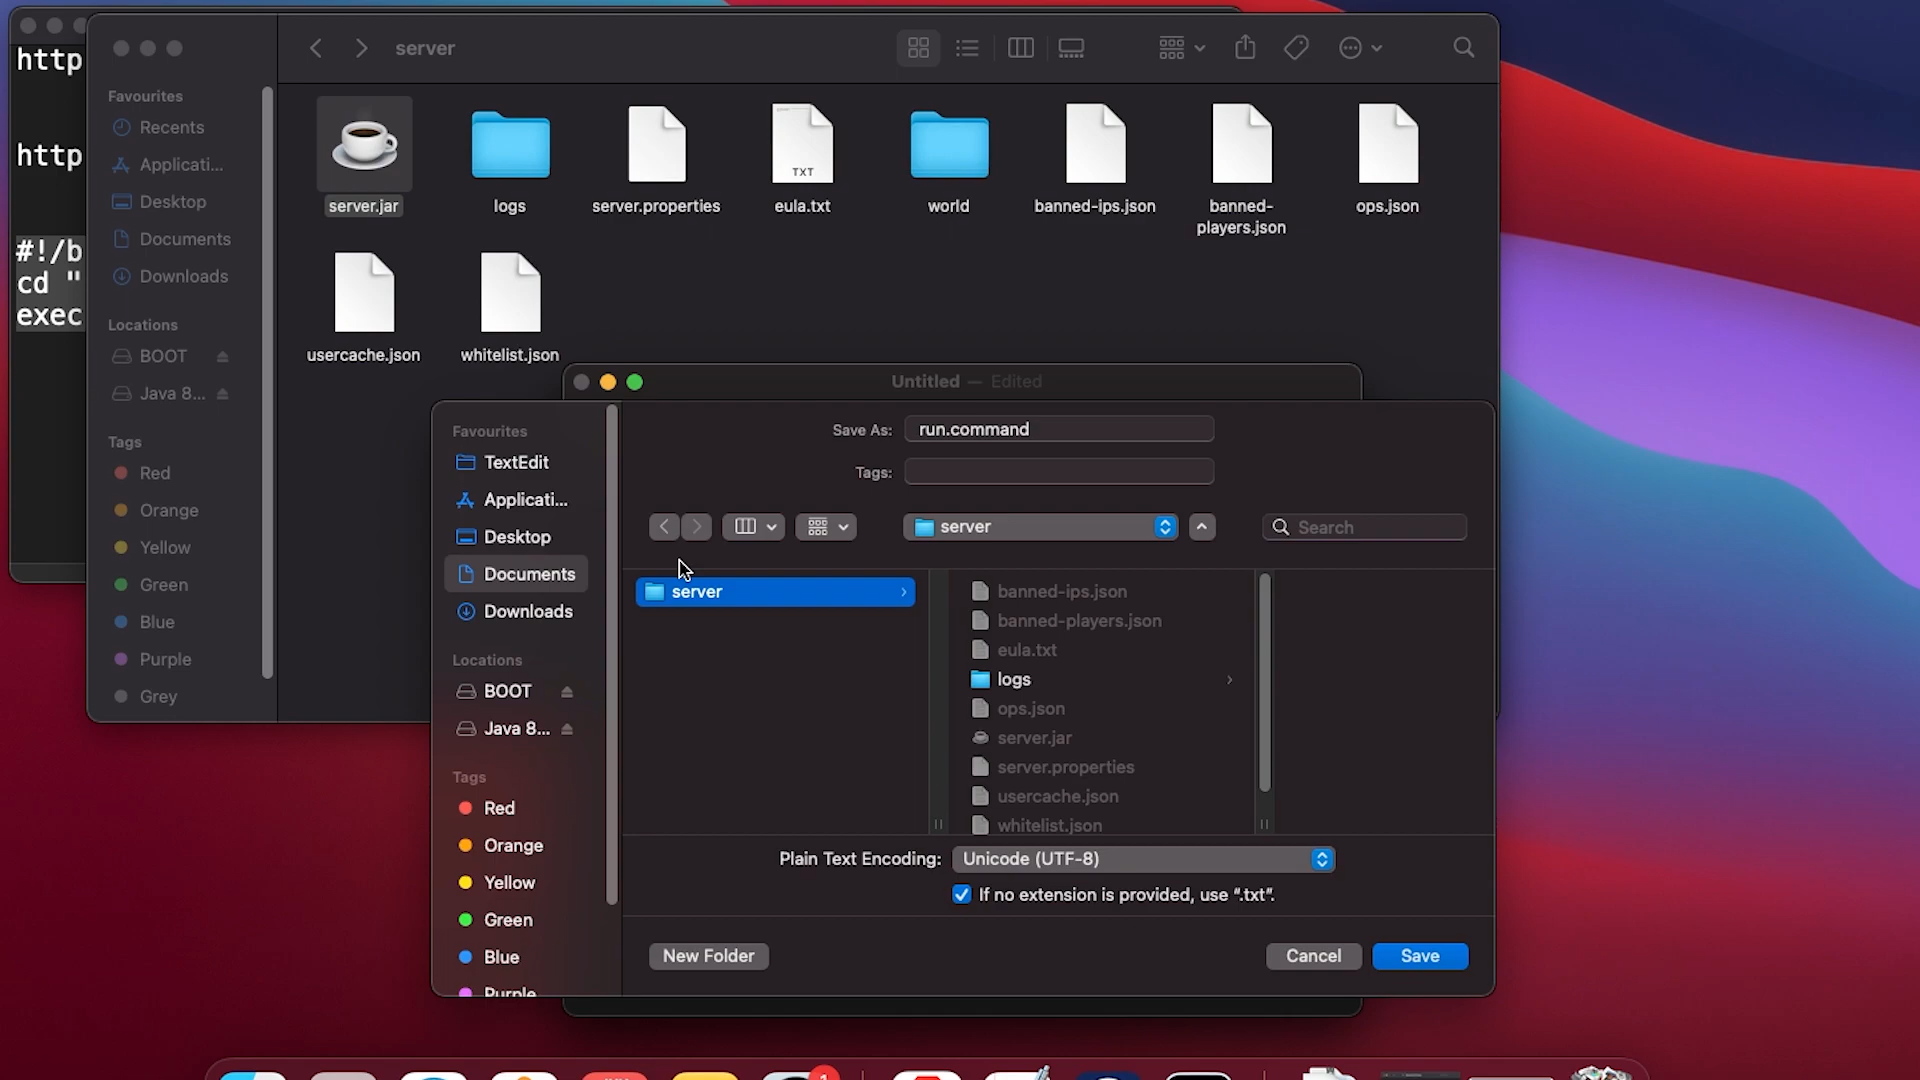 http
http
#!/b
cd "
exec
server
Favourites
Recents
Applicati...
Desktop
Documents
Downloads
Locations
BOOT
Java 8...
Tags
Red
Orange
Yellow
Green
Blue
Purple
Grey
server.jar
logs
server.properties
TXT
eula.txt
world
banned-ips.json
banned-
players.json
ops.json
usercache.json
whitelist.json
Untitled — Edited
Favourites
TextEdit
Applicati...
Desktop
Documents
Downloads
Locations
BOOT
Java 8...
Tags
Red
Orange
Yellow
Green
Blue
Purple
Save As: run.command
Tags:
server
Search
server
banned-ips.json
banned-players.json
eula.txt
logs
ops.json
server.jar
server.properties
usercache.json
whitelist.json
Plain Text Encoding: Unicode (UTF-8)
If no extension is provided, use “.txt”.
New Folder
Cancel
Save
1